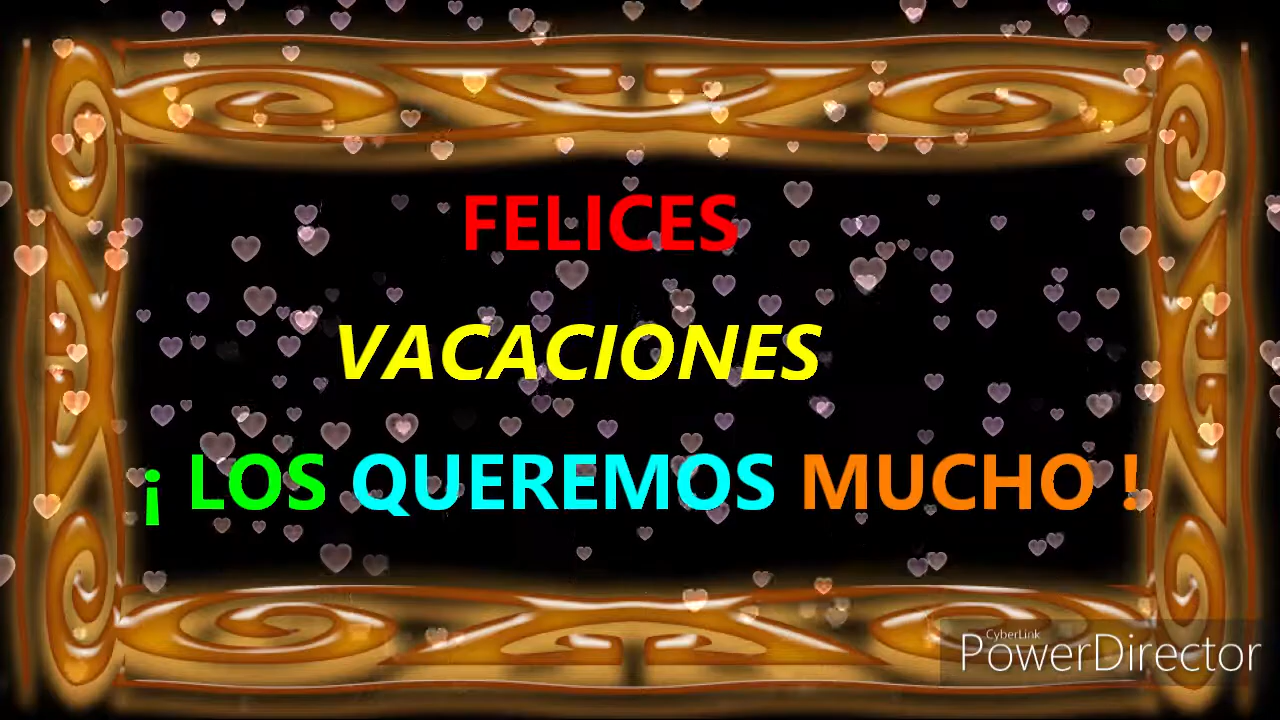 FELICES
VACACIONES
¡ LOS QUEREMOS MUCHO !
CyberLink
PowerDirector